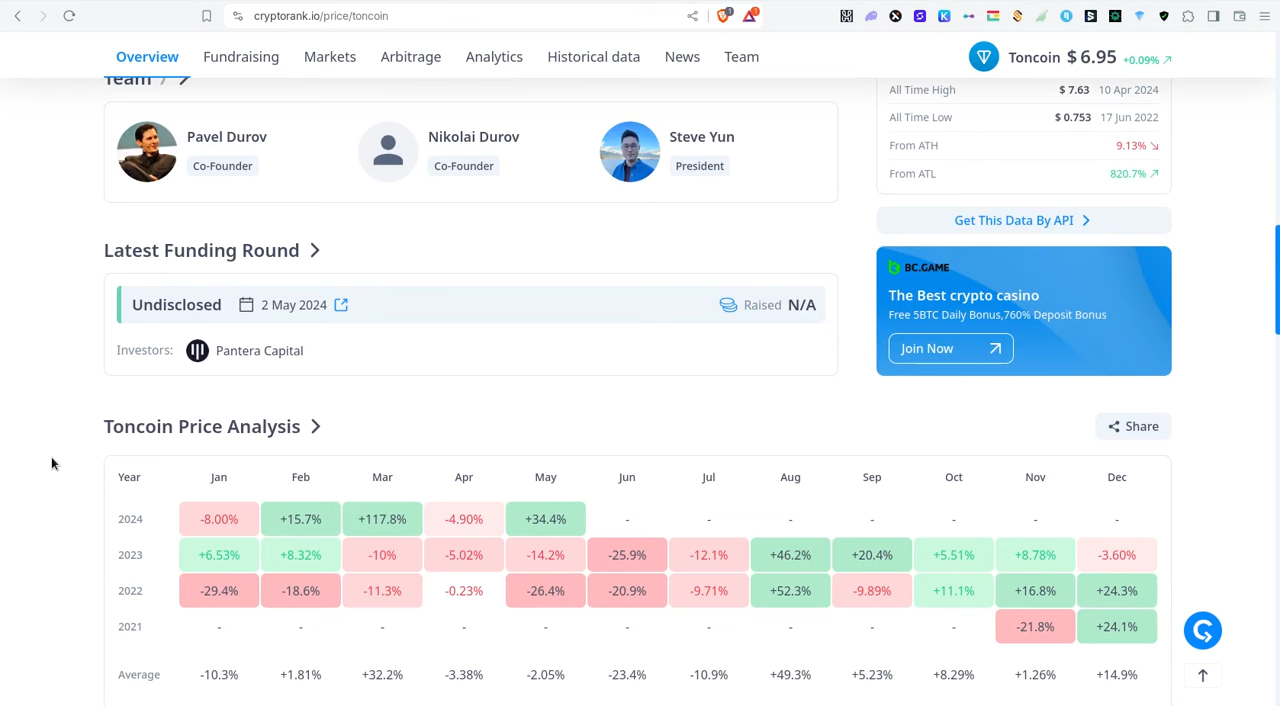 cryptorank.io/price/toncoin
1
1
Overview Fundraising Markets Arbitrage Analytics Historical data News Team
Toncoin $ 6.95 +0.09%
Team 7
All Time High $ 7.63 10 Apr 2024
All Time Low $ 0.753 17 Jun 2022
From ATH 9.13%
From ATL 820.7%
Pavel Durov
Co-Founder
Nikolai Durov
Co-Founder
Steve Yun
President
Get This Data By API
Latest Funding Round
Undisclosed 2 May 2024 Raised N/A
Investors: Pantera Capital
BC.GAME
The Best crypto casino
Free 5BTC Daily Bonus,760% Deposit Bonus
Join Now
Toncoin Price Analysis
Share
Year Jan Feb Mar Apr May Jun Jul Aug Sep Oct Nov Dec
2024 -8.00% +15.7% +117.8% -4.90% +34.4% - - - - - - -
2023 +6.53% +8.32% -10% -5.02% -14.2% -25.9% -12.1% +46.2% +20.4% +5.51% +8.78% -3.60%
2022 -29.4% -18.6% -11.3% -0.23% -26.4% -20.9% -9.71% +52.3% -9.89% +11.1% +16.8% +24.3%
2021 - - - - - - - - - - -21.8% +24.1%
Average -10.3% +1.81% +32.2% -3.38% -2.05% -23.4% -10.9% +49.3% +5.23% +8.29% +1.26% +14.9%